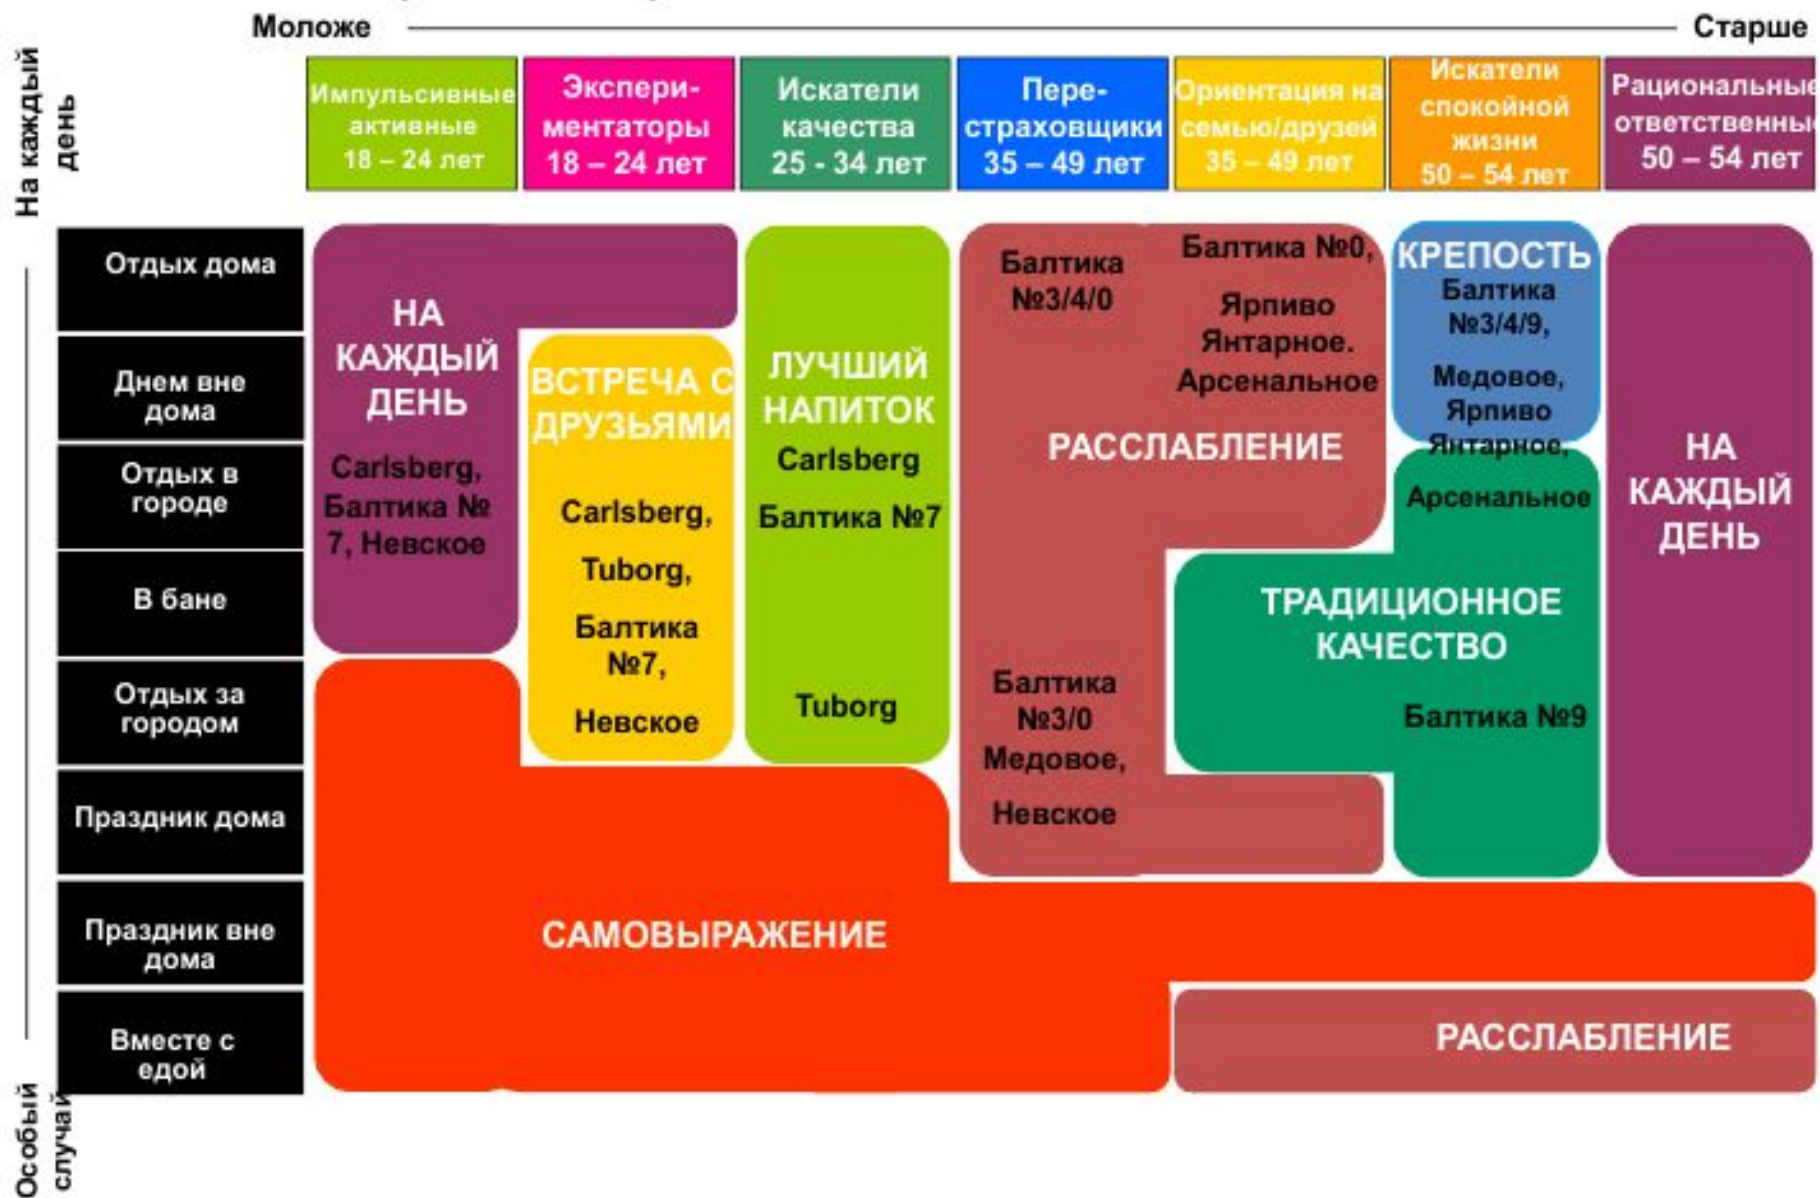 Моложе
Старше
На каждый
день
Импульсивные
активные
18 – 24 лет
Экспери-
ментаторы
18 – 24 лет
Искатели
качества
25 - 34 лет
Пере-
страховщики
35 – 49 лет
Ориентация на
семью/друзей
35 – 49 лет
Искатели
спокойной
жизни
50 – 54 лет
Рациональные
ответственны
50 – 54 лет
Отдых дома
Днем вне
дома
Отдых в
городе
В бане
Отдых за
городом
Праздник дома
Праздник вне
дома
Вместе с
едой
Особый
случай
НА
КАЖДЫЙ
ДЕНЬ
Carlsberg,
Балтика №
7, Невское
ВСТРЕЧА С
ДРУЗЬЯМИ
Carlsberg,
Tuborg,
Балтика
№7,
Невское
ЛУЧШИЙ
НАПИТОК
Carlsberg
Балтика №7
Tuborg
Балтика
№3/4/0
Балтика №0,
Ярпиво
Янтарное.
Арсенальное
РАССЛАБЛЕНИЕ
Балтика
№3/0
Медовое,
Невское
КРЕПОСТЬ
Балтика
№3/4/9,
Медовое,
Ярпиво
Янтарное,
Арсенальное
ТРАДИЦИОННОЕ
КАЧЕСТВО
Балтика №9
НА
КАЖДЫЙ
ДЕНЬ
САМОВЫРАЖЕНИЕ
РАССЛАБЛЕНИЕ